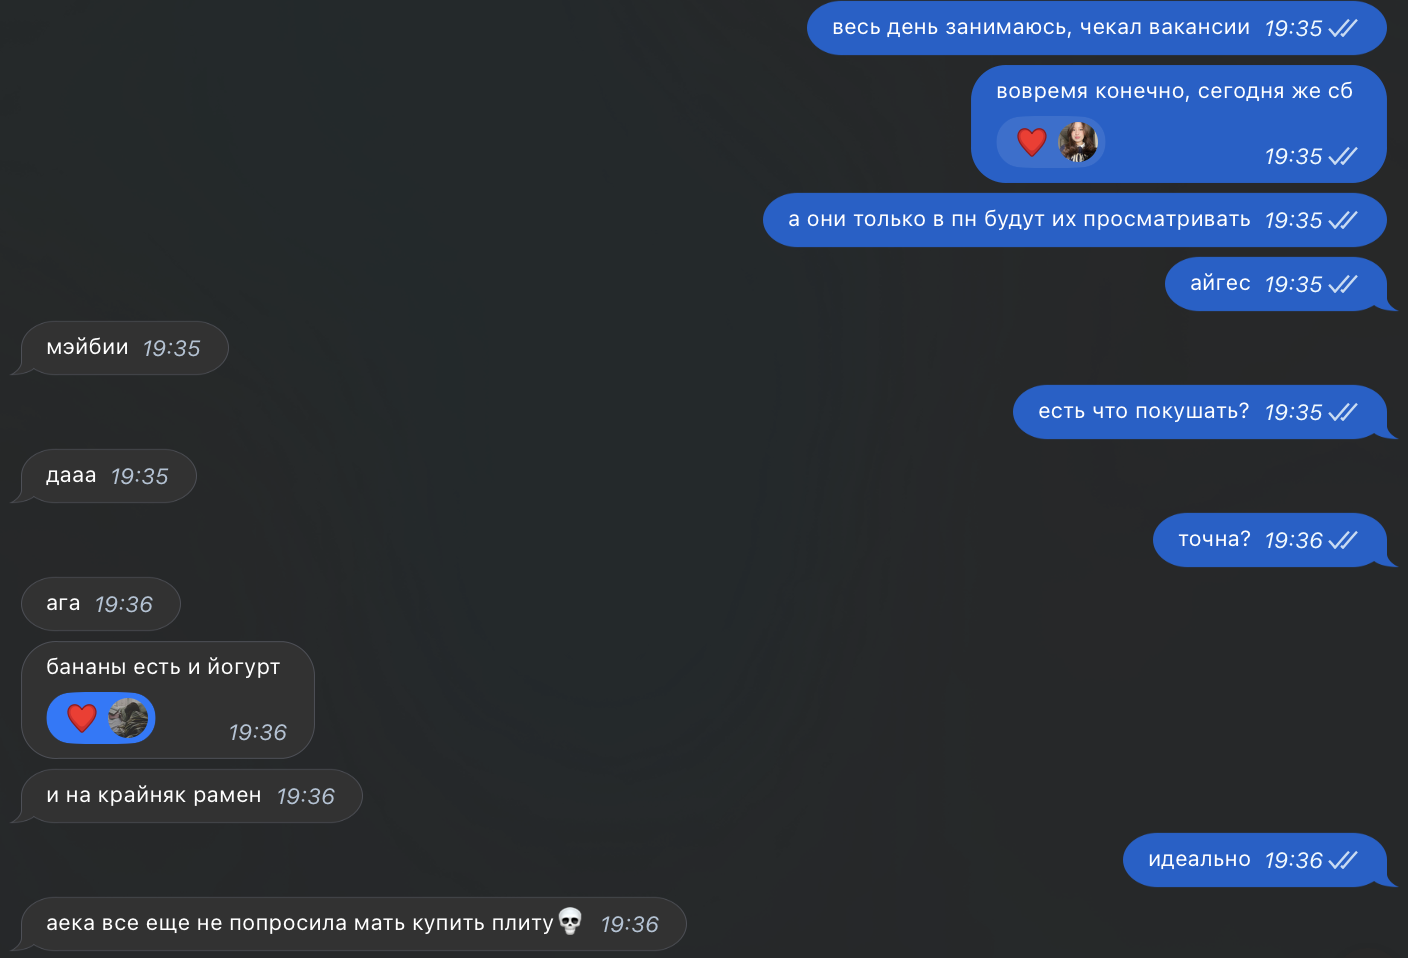 весь день занимаюсь, чекал вакансии 19:35
вовремя конечно, сегодня же сб
19:35
а они только в пн будут их просматривать 19:35
айгес 19:35
мэйбии 19:35
есть что покушать? 19:35
дааа 19:35
точна? 19:36
ага 19:36
бананы есть и йогурт
19:36
и на крайняк рамен 19:36
идеально 19:36
аека все еще не попросила мать купить плиту💀 19:36